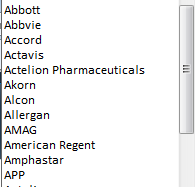 Abbott
Abbvie
Accord
Actavis
Actelion Pharmaceuticals
Akorn
Alcon
Allergan
AMAG
American Regent
Amphastar
APP